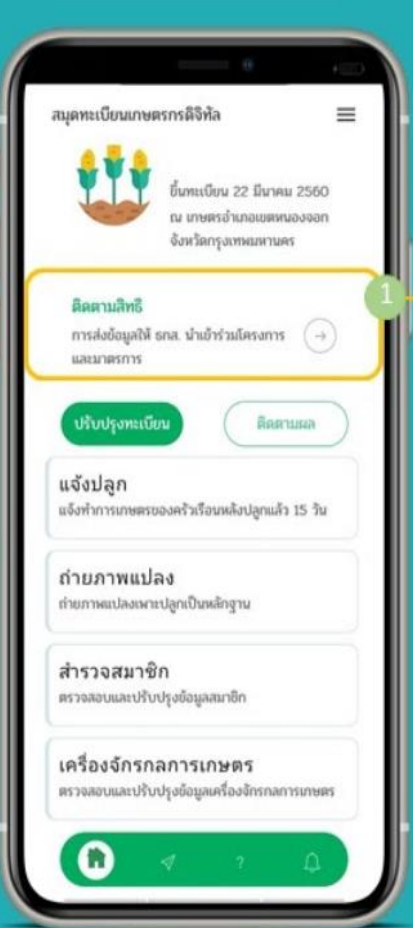 สมุดทะเบียนเกษตรกรดิจิทัล
ขึ้นทะเบียน 22 มีนาคม 2560
ณ เกษตรอำเภอเขตหนองจอก
จังหวัดกรุงเทพมหานคร
ติดตามสิทธิ์
1
การส่งข้อมูลให้ ธกส. นำเข้าร่วมโครงการ
และมาตรการ
ปรับปรุงทะเบียน
ติดตามผล
แจ้งปลูก
แจ้งทำการเกษตรของครัวเรือนหลังปลูกแล้ว 15 วัน
ถ่ายภาพแปลง
ถ่ายภาพแปลงเพาะปลูกเป็นหลักฐาน
สำรวจสมาชิก
ตรวจสอบและปรับปรุงข้อมูลสมาชิก
เครื่องจักรกลการเกษตร
ตรวจสอบและปรับปรุงข้อมูลเครื่องจักรกลการเกษตร
?